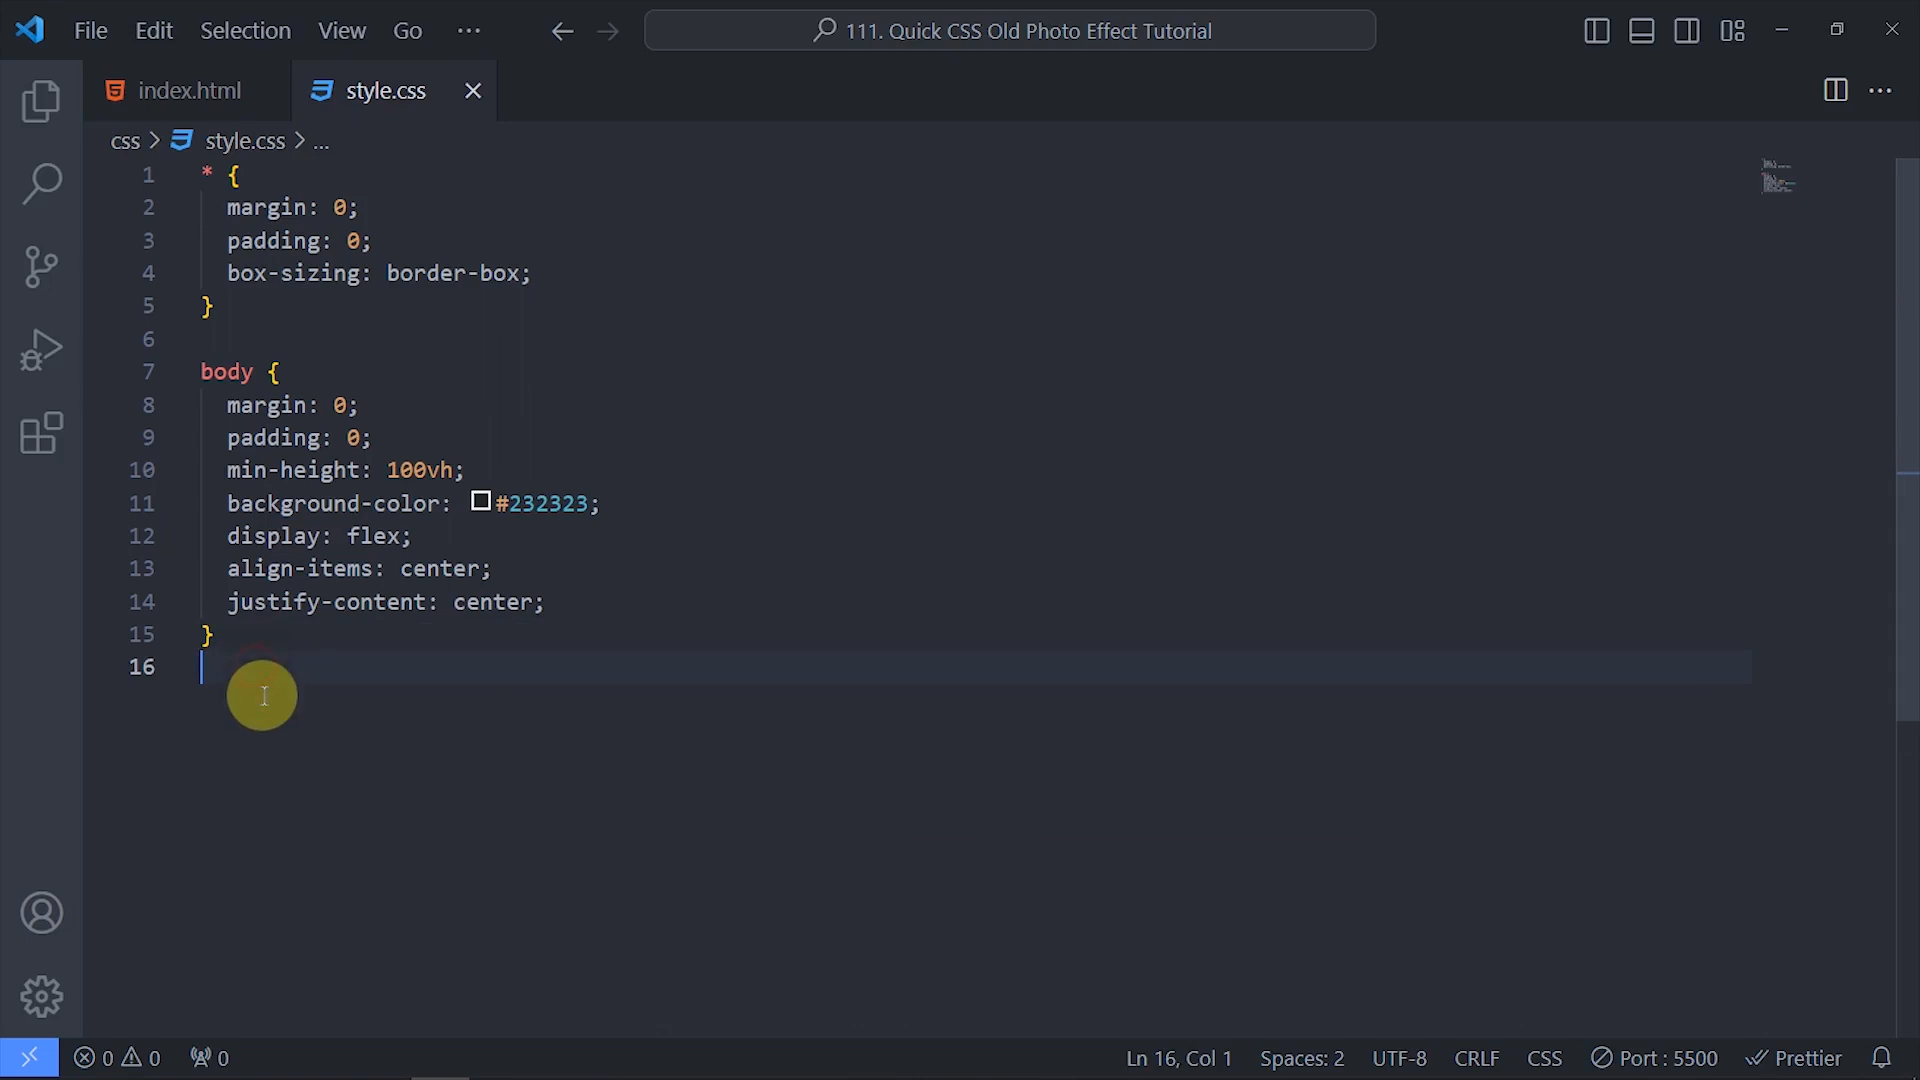 File Edit Selection View Go ... 111. Quick CSS Old Photo Effect Tutorial
index.html style.css
css > style.css > ...
1 * {
2 margin: 0;
3 padding: 0;
4 box-sizing: border-box;
5 }
6
7 body {
8 margin: 0;
9 padding: 0;
10 min-height: 100vh;
11 background-color: #232323;
12 display: flex;
13 align-items: center;
14 justify-content: center;
15 }
16
0 0 0 Ln 16, Col 1 Spaces: 2 UTF-8 CRLF CSS Port : 5500 Prettier